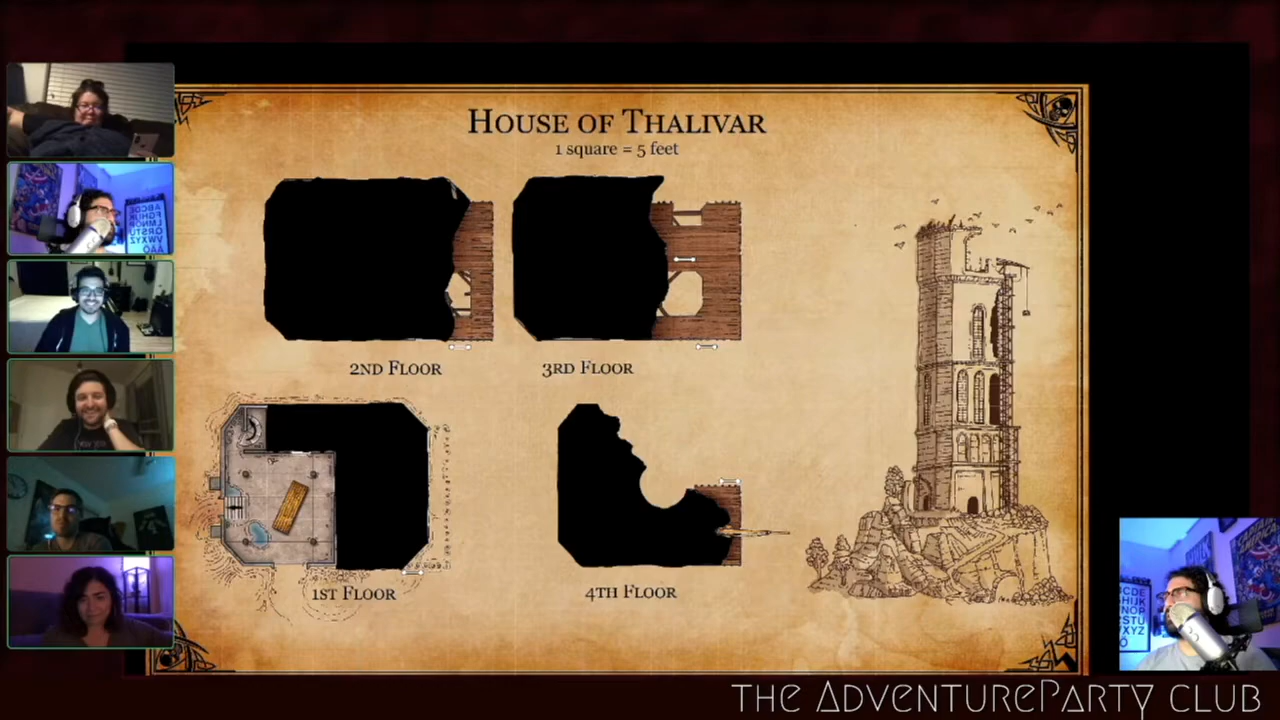 House of Thalivar
1 square = 5 feet
2nd Floor
3rd Floor
1st Floor
4th Floor
THE ADVENTUREPARTY CLUB